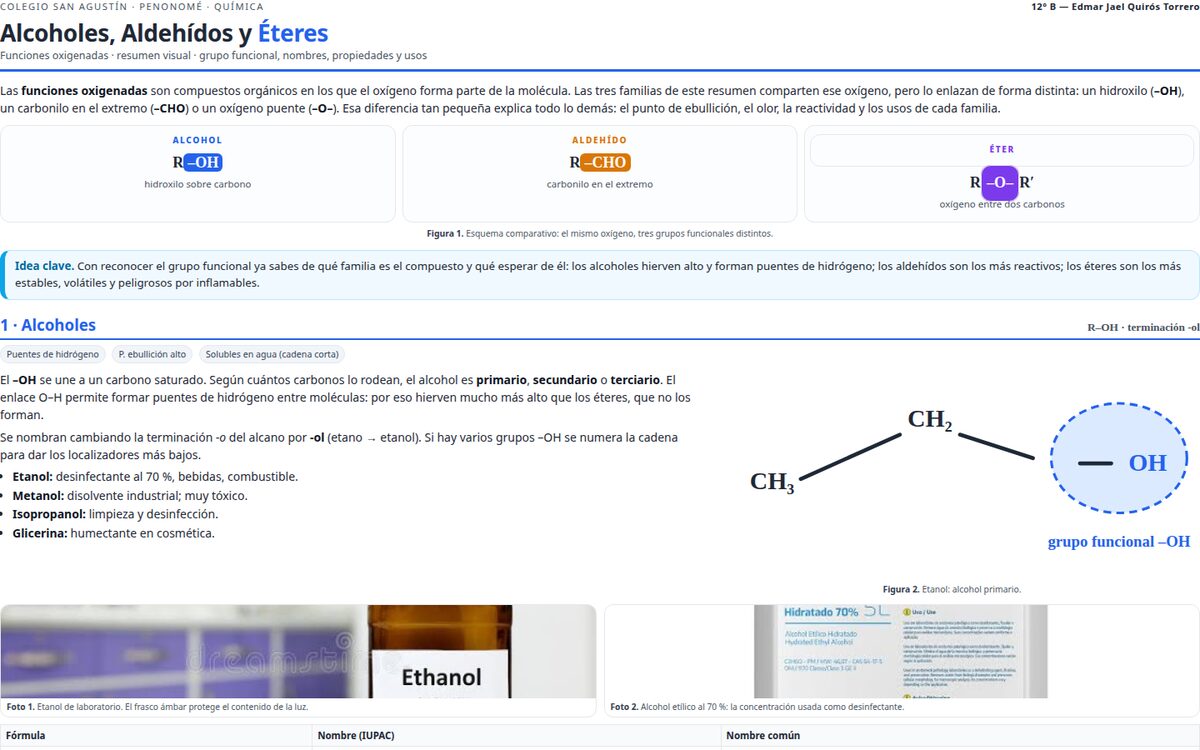 COLEGIO SAN AGUSTÍN · PENONOMÉ · QUÍMICA
12° B — Edmar Jael Quirós Torrero
Alcoholes, Aldehídos y Éteres
Funciones oxigenadas · resumen visual · grupo funcional, nombres, propiedades y usos
Las funciones oxigenadas son compuestos orgánicos en los que el oxígeno forma parte de la molécula. Las tres familias de este resumen comparten ese oxígeno, pero lo enlazan de forma distinta: un hidroxilo (–OH),
un carbonilo en el extremo (–CHO) o un oxígeno puente (–O–). Esa diferencia tan pequeña explica todo lo demás: el punto de ebullición, el olor, la reactividad y los usos de cada familia.
ALCOHOL
R–OH
hidroxilo sobre carbono
ALDEHÍDO
R–CHO
carbonilo en el extremo
ÉTER
R–O–R′
oxígeno entre dos carbonos
Figura 1. Esquema comparativo: el mismo oxígeno, tres grupos funcionales distintos.
Idea clave. Con reconocer el grupo funcional ya sabes de qué familia es el compuesto y qué esperar de él: los alcoholes hierven alto y forman puentes de hidrógeno; los aldehídos son los más reactivos; los éteres son los más
estables, volátiles y peligrosos por inflamables.
1 · Alcoholes
R–OH · terminación -ol
Puentes de hidrógeno
P. ebullición alto
Solubles en agua (cadena corta)
El –OH se une a un carbono saturado. Según cuántos carbonos lo rodean, el alcohol es primario, secundario o terciario. El
enlace O–H permite formar puentes de hidrógeno entre moléculas: por eso hierven mucho más alto que los éteres, que no los
forman.
Se nombran cambiando la terminación -o del alcano por -ol (etano → etanol). Si hay varios grupos –OH se numera la cadena
para dar los localizadores más bajos.
• Etanol: desinfectante al 70 %, bebidas, combustible.
• Metanol: disolvente industrial; muy tóxico.
• Isopropanol: limpieza y desinfección.
• Glicerina: humectante en cosmética.
CH₃
CH₂
OH
grupo funcional –OH
Figura 2. Etanol: alcohol primario.
Ethanol
Hidratado 70% 5L
Alcohol Etílico Hidratado
Hydrated Ethyl Alcohol
Uso / Use
Foto 1. Etanol de laboratorio. El frasco ámbar protege el contenido de la luz.
Foto 2. Alcohol etílico al 70 %: la concentración usada como desinfectante.
Fórmula
Nombre (IUPAC)
Nombre común